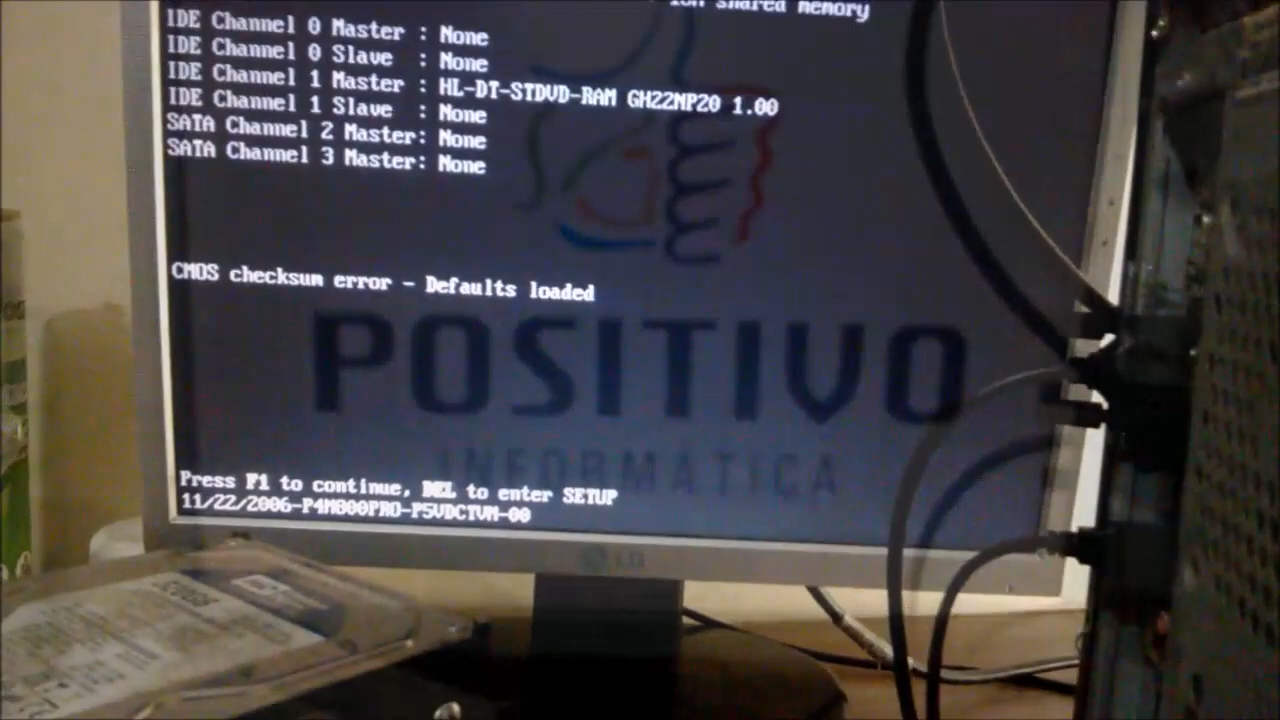 shared memory
IDE Channel 0 Master : None
IDE Channel 0 Slave : None
IDE Channel 1 Master : HL-DT-STDVD-RAM GH22NP20 1.00
IDE Channel 1 Slave : None
SATA Channel 2 Master: None
SATA Channel 3 Master: None
CMOS checksum error - Defaults loaded
POSITIVO
INFORMÁTICA
Press F1 to continue, DEL to enter SETUP
11/22/2006-P4M800PRO-P5VDCTVM-00
LG